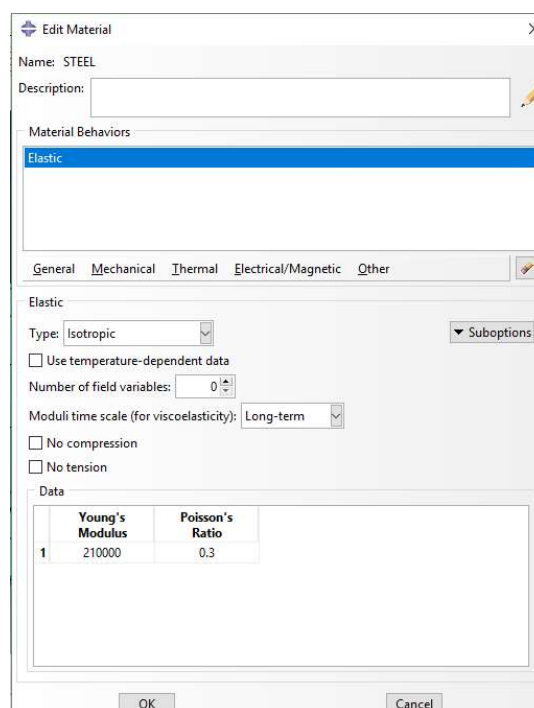 Edit Material
Name: STEEL
Description:
Material Behaviors
Elastic
General Mechanical Thermal Electrical/Magnetic Other
Elastic
Type: Isotropic
Suboptions
Use temperature-dependent data
Number of field variables: 0
Moduli time scale (for viscoelasticity): Long-term
No compression
No tension
Data
Young's Modulus Poisson's Ratio
1 210000 0.3
OK Cancel